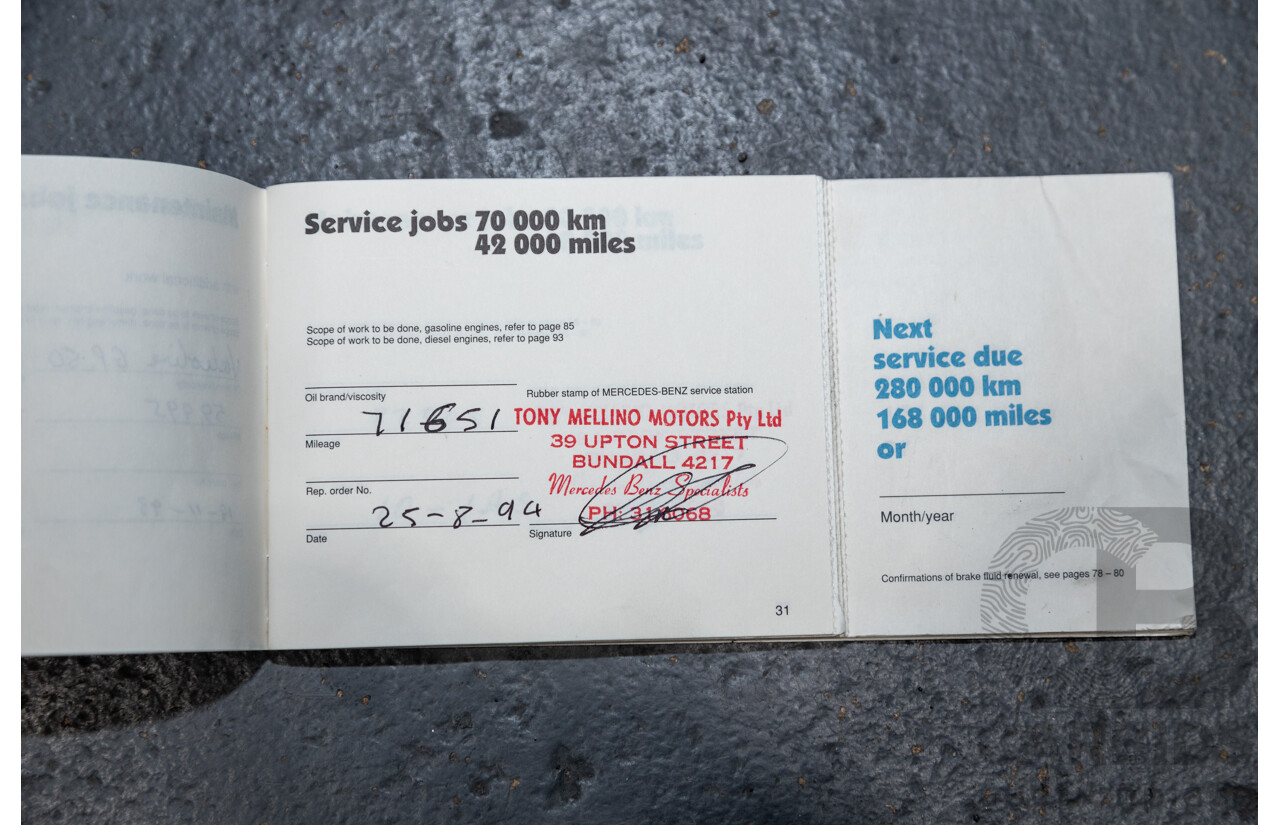 Service jobs 70 000 km
42 000 miles
Scope of work to be done, gasoline engines, refer to page 85
Scope of work to be done, diesel engines, refer to page 93
Oil brand/viscosity
Rubber stamp of MERCEDES-BENZ service station
71651
Mileage
TONY MELLINO MOTORS Pty Ltd
39 UPTON STREET
BUNDALL 4217
Mercedes Benz Specialists
PH:
Rep. order No.
25-8-94
Date
Signature
31
Next
service due
280 000 km
168 000 miles
or
Month/year
Confirmations of brake fluid renewal, see pages 78 – 80